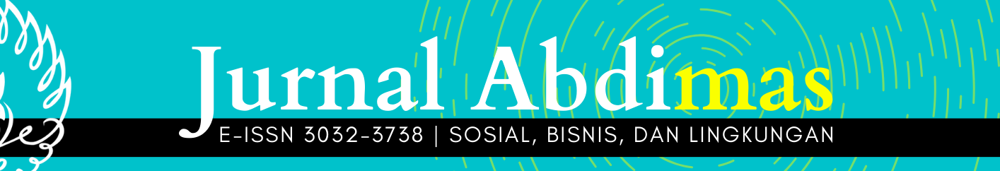 Jurnal Abdimas
E-ISSN 3032-3738 | SOSIAL, BISNIS, DAN LINGKUNGAN